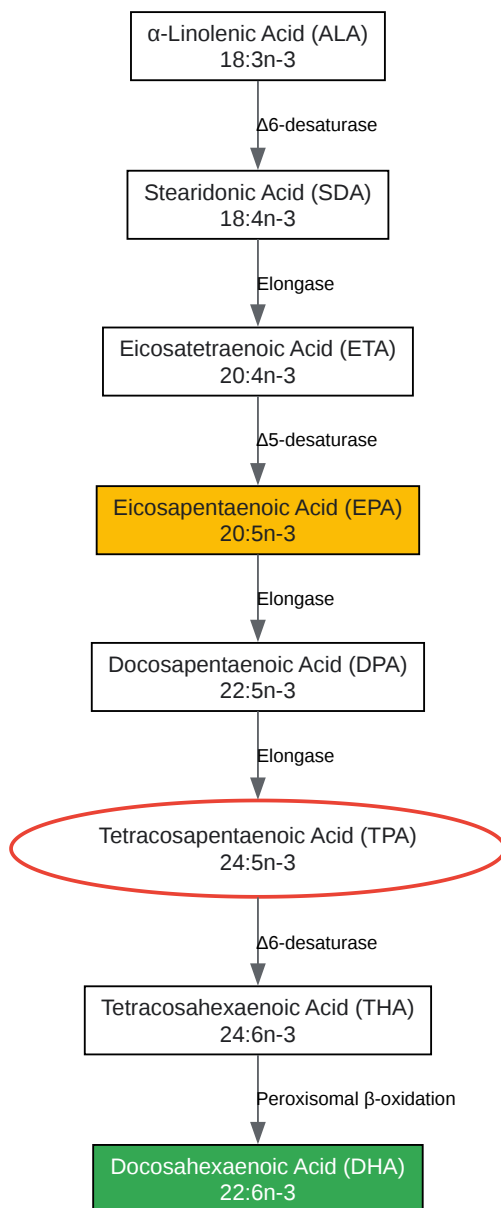 α-Linolenic Acid (ALA)
18:3n-3
Δ6-desaturase
Stearidonic Acid (SDA)
18:4n-3
Elongase
Eicosatetraenoic Acid (ETA)
20:4n-3
Δ5-desaturase
Eicosapentaenoic Acid (EPA)
20:5n-3
Elongase
Docosapentaenoic Acid (DPA)
22:5n-3
Elongase
Tetracosapentaenoic Acid (TPA)
24:5n-3
Δ6-desaturase
Tetracosahexaenoic Acid (THA)
24:6n-3
Peroxisomal β-oxidation
Docosahexaenoic Acid (DHA)
22:6n-3